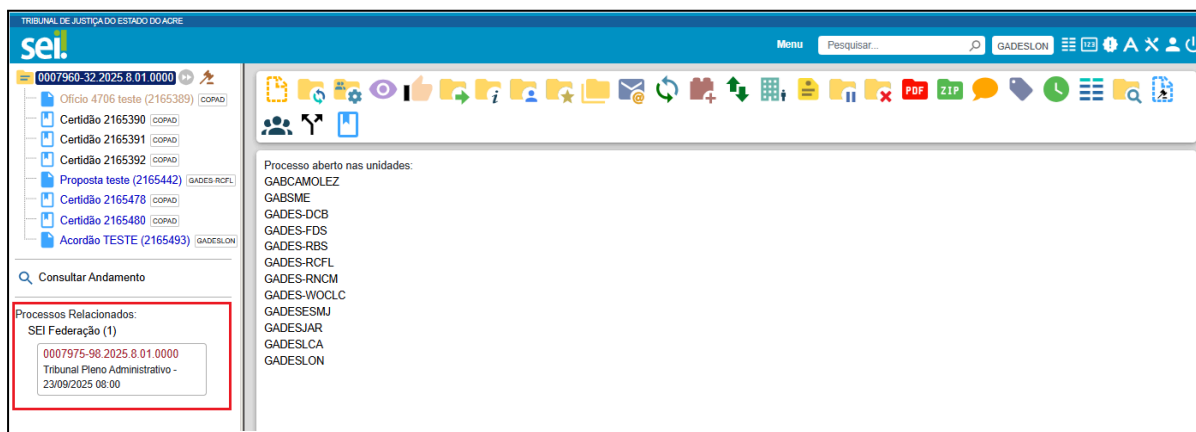 TRIBUNAL DE JUSTIÇA DO ESTADO DO ACRE
sei!
Menu
Pesquisar...
GADESLON
123
A
0007960-32.2025.8.01.0000
Ofício 4706 teste (2165389) COPAD
Certidão 2165390 COPAD
Certidão 2165391 COPAD
Certidão 2165392 COPAD
Proposta teste (2165442) GADES-RCFL
Certidão 2165478 COPAD
Certidão 2165480 COPAD
Acordão TESTE (2165493) GADESLON
Consultar Andamento
Processos Relacionados:
SEI Federação (1)
0007975-98.2025.8.01.0000
Tribunal Pleno Administrativo -
23/09/2025 08:00
PDF
ZIP
Processo aberto nas unidades:
GABCAMOLEZ
GABSME
GADES-DCB
GADES-FDS
GADES-RBS
GADES-RCFL
GADES-RNCM
GADES-WOCLC
GADESESMJ
GADESJAR
GADESLCA
GADESLON